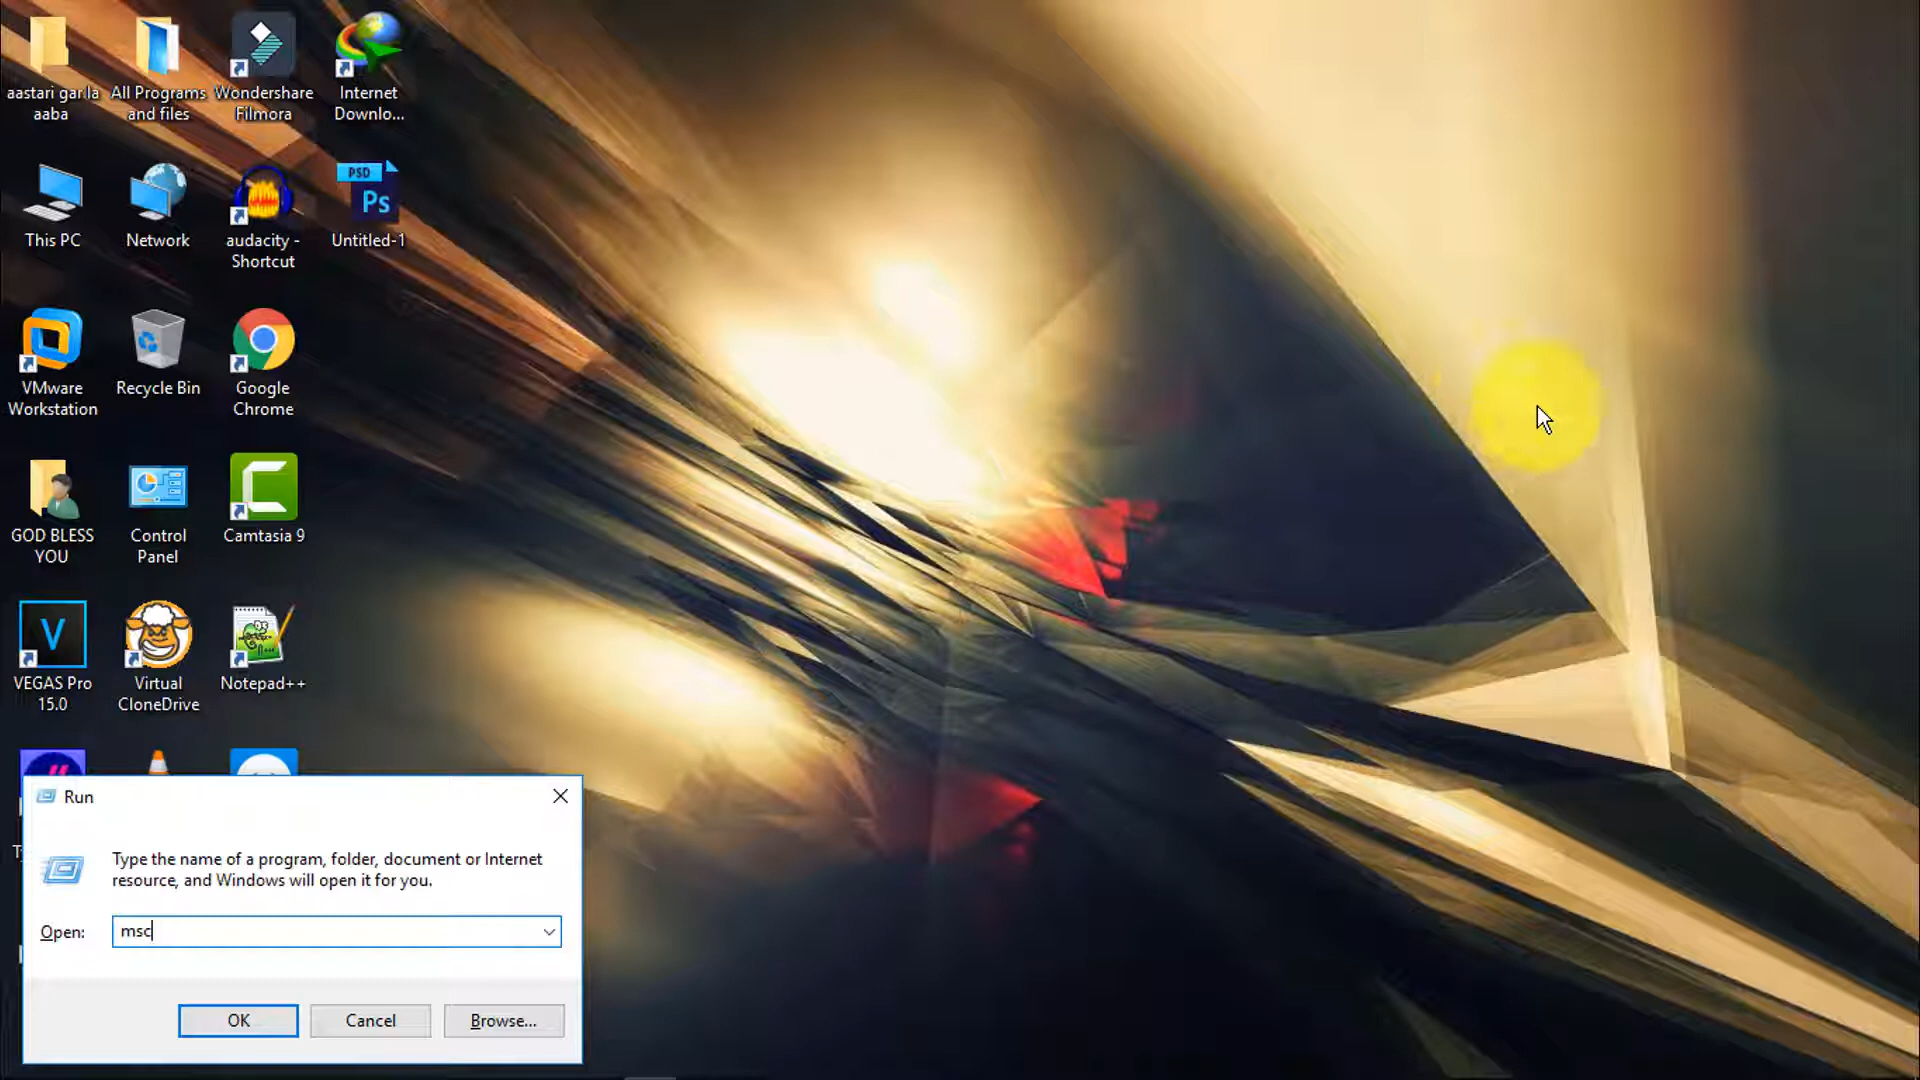 aastari gar.la
aaba
All Programs
and files
Wondershare
Filmora
Internet
Downlo...
This PC
Network
audacity -
Shortcut
PSD
Ps
Untitled-1
VMware
Workstation
Recycle Bin
Google
Chrome
GOD BLESS
YOU
Control
Panel
Camtasia 9
V
VEGAS Pro
15.0
Virtual
CloneDrive
Notepad++
Run
Type the name of a program, folder, document or Internet
resource, and Windows will open it for you.
Open:
msc
OK
Cancel
Browse...